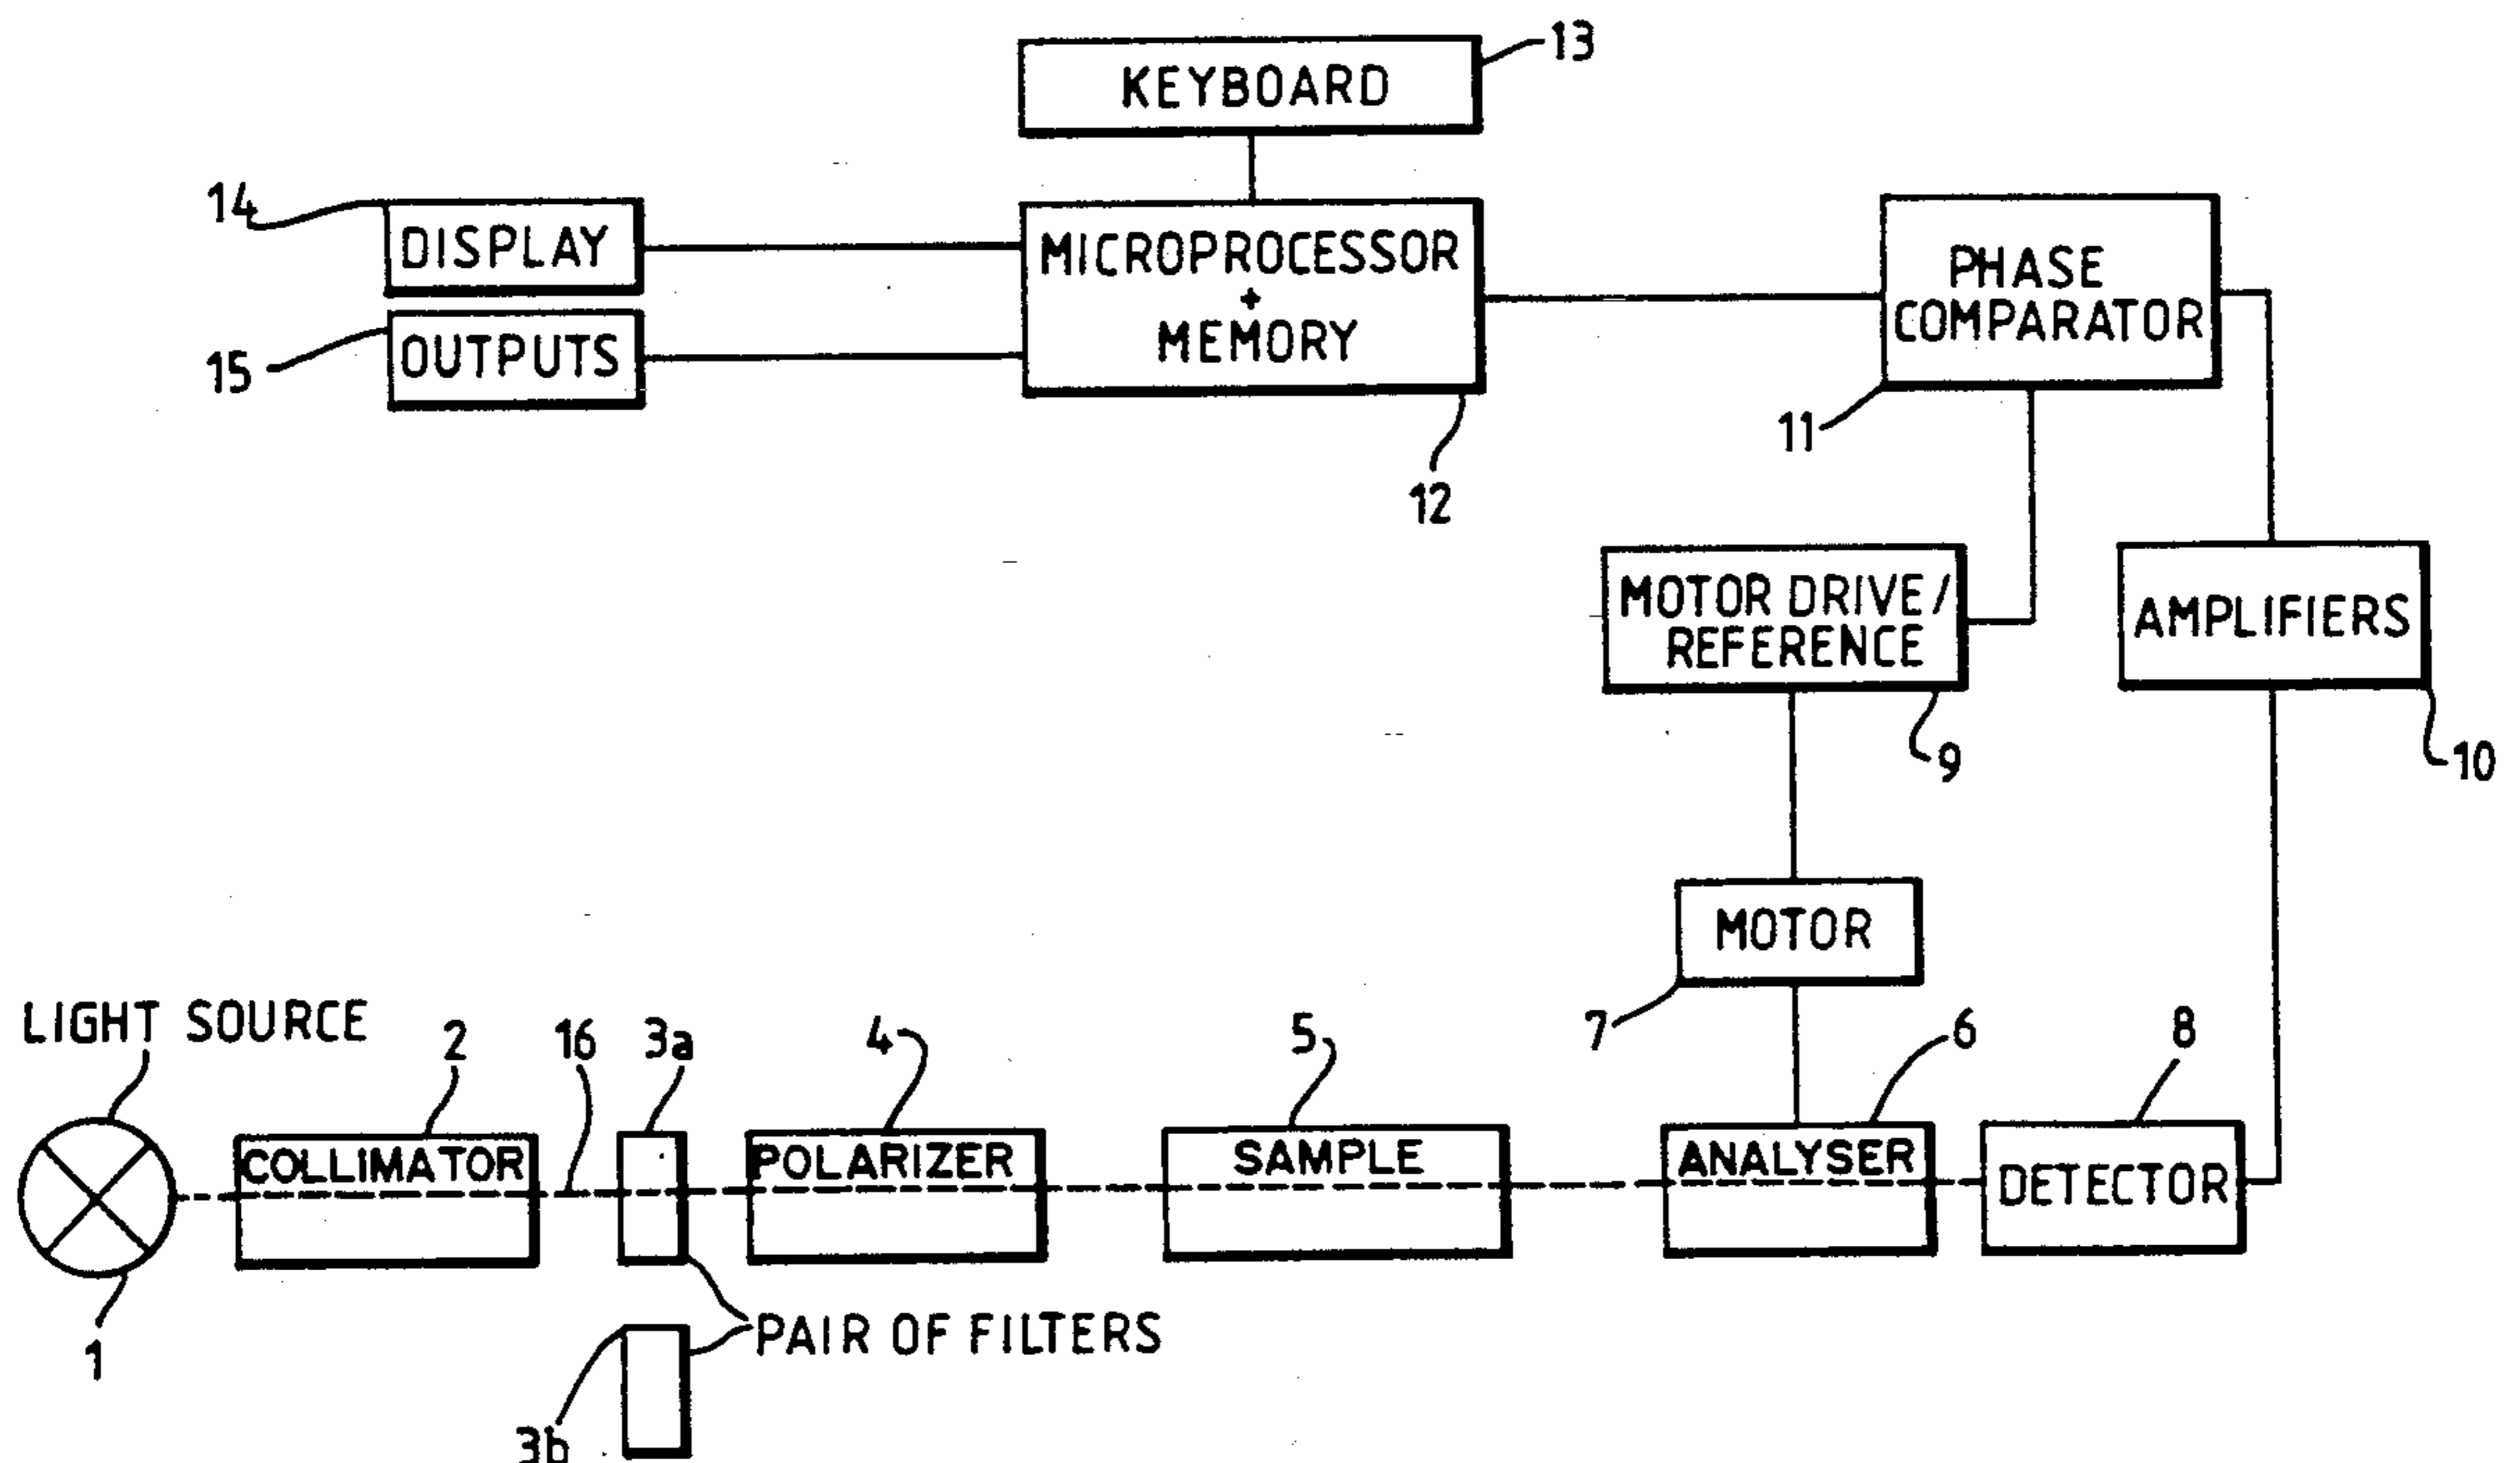 13
KEYBOARD
14
DISPLAY
MICROPROCESSOR
+
MEMORY
PHASE
COMPARATOR
15
OUTPUTS
11
12
MOTOR DRIVE/
REFERENCE
AMPLIFIERS
9
10
MOTOR
7
LIGHT SOURCE
2
16
3a
4
5
6
8
COLLIMATOR
POLARIZER
SAMPLE
ANALYSER
DETECTOR
1
PAIR OF FILTERS
3b